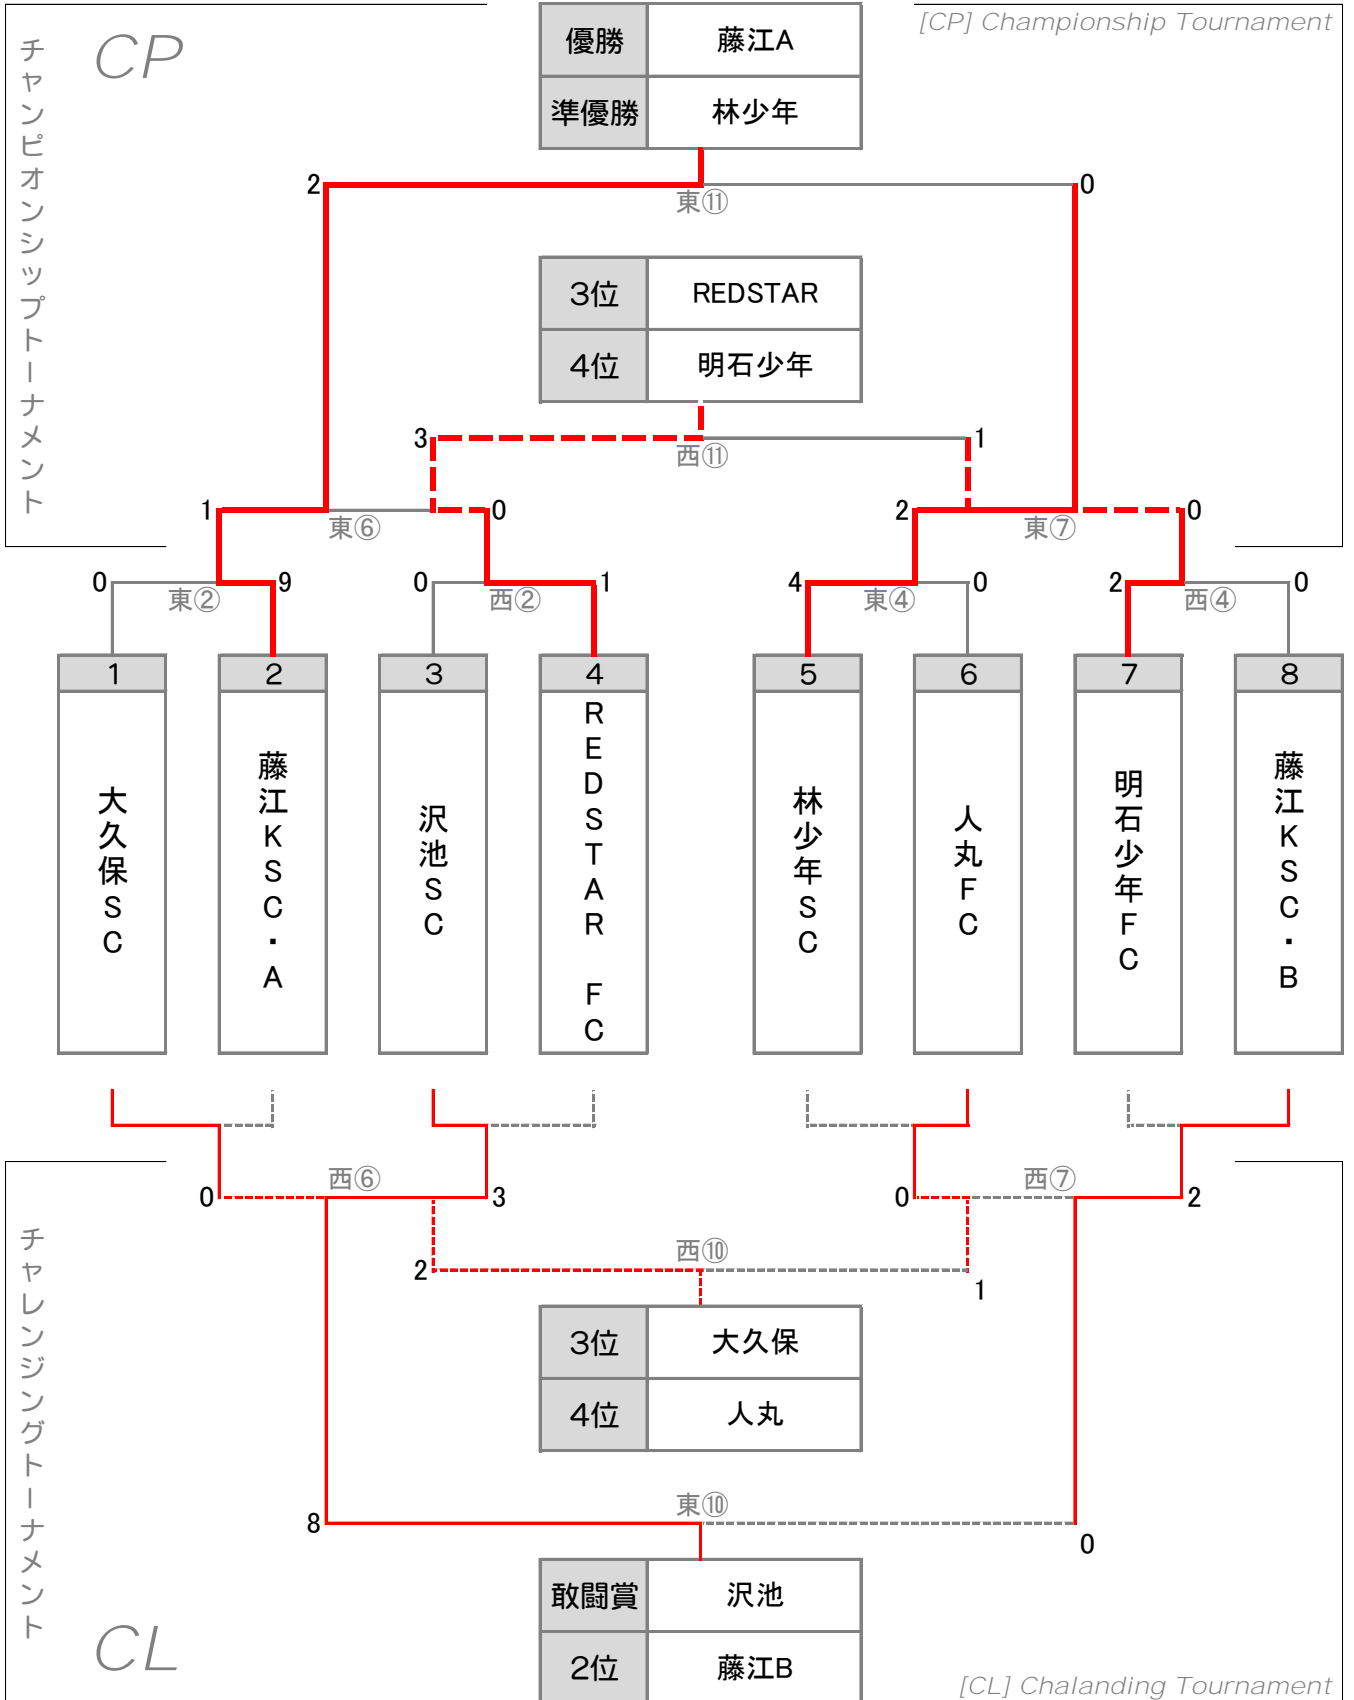 [CP] Championship Tournament
CP
チャンピオンシップトーナメント
優勝 藤江A
準優勝 林少年
2 0
東⑪
3位 REDSTAR
4位 明石少年
3 1
西⑪
1 0 2 0
東⑥ 東⑦
0 9 0 1 4 0 2 0
東② 西② 東④ 西④
1 2 3 4 5 6 7 8
大久保SC
藤江KSC・A
沢池SC
REDSTAR FC
林少年SC
人丸FC
明石少年FC
藤江KSC・B
西⑥ 西⑦
0 3 0 2
チャレンジングトーナメント
西⑩
2 1
3位 大久保
4位 人丸
東⑩
8 0
敢闘賞 沢池
2位 藤江B
CL
[CL] Chalanding Tournament